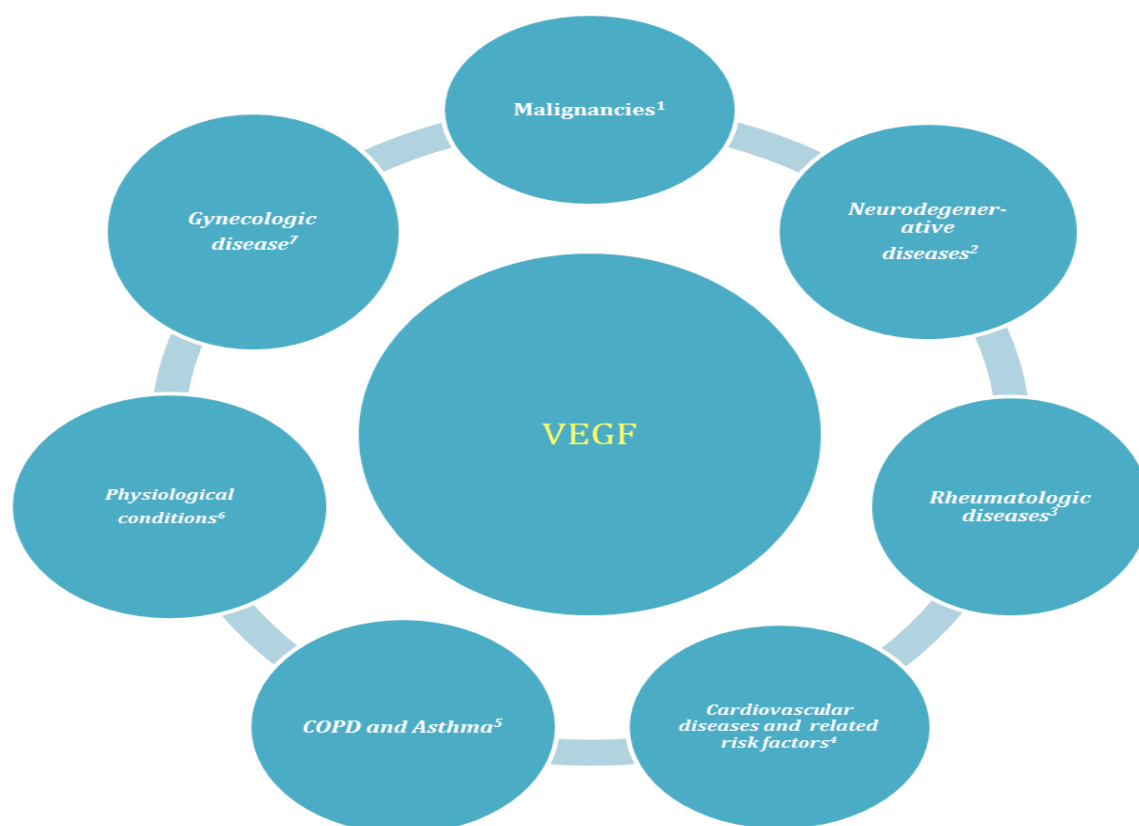 Malignancies¹
Neurodegener-
ative
diseases²
Rheumatologic
diseases³
Cardiovascular
diseases and related
risk factors⁴
COPD and Asthma⁵
Physiological
conditions⁶
Gynecologic
disease⁷
VEGF